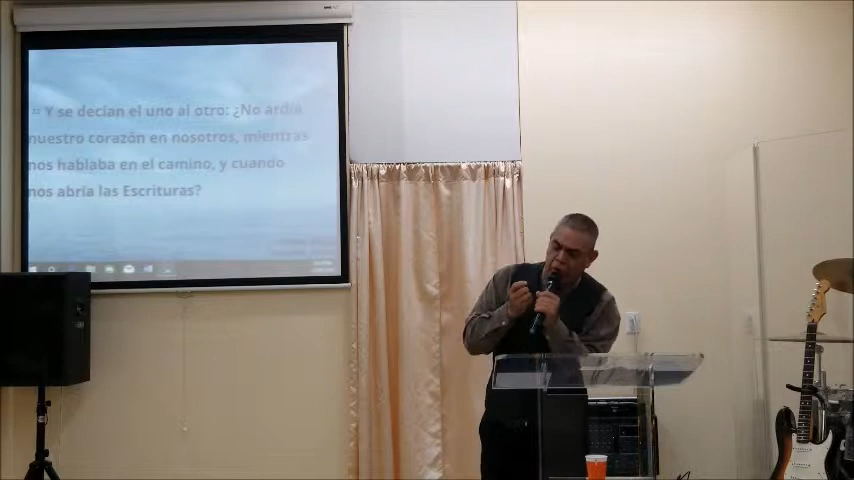 32 Y se decían el uno al otro: ¿No ardía
nuestro corazón en nosotros, mientras
nos hablaba en el camino, y cuando
nos abría las Escrituras?